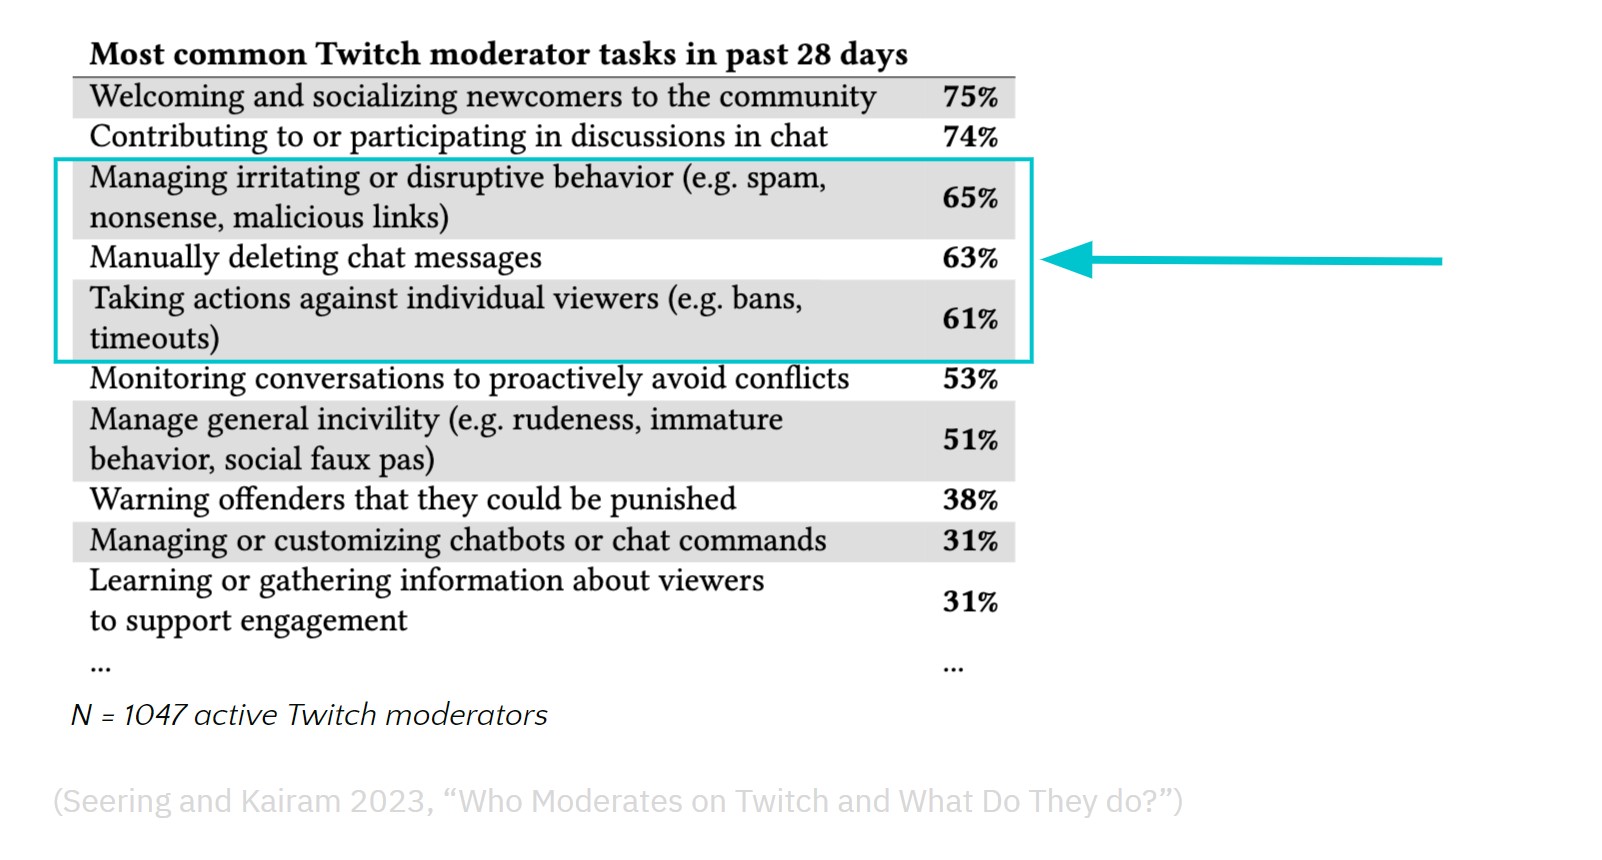 Most common Twitch moderator tasks in past 28 days
Welcoming and socializing newcomers to the community 75%
Contributing to or participating in discussions in chat 74%
Managing irritating or disruptive behavior (e.g. spam,
nonsense, malicious links) 65%
Manually deleting chat messages 63%
Taking actions against individual viewers (e.g. bans,
timeouts) 61%
Monitoring conversations to proactively avoid conflicts 53%
Manage general incivility (e.g. rudeness, immature
behavior, social faux pas) 51%
Warning offenders that they could be punished 38%
Managing or customizing chatbots or chat commands 31%
Learning or gathering information about viewers
to support engagement 31%
... ...
N = 1047 active Twitch moderators
(Seering and Kairam 2023, “Who Moderates on Twitch and What Do They do?”)